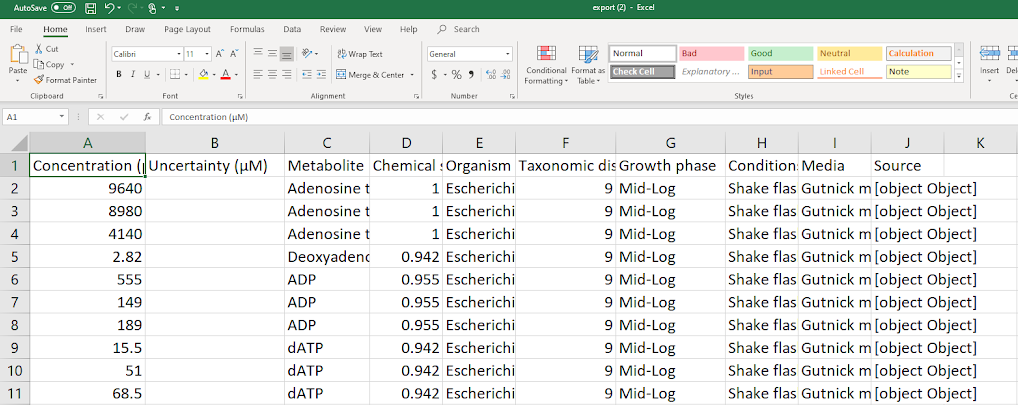 AutoSave Off export (2) - Excel
File Home Insert Draw Page Layout Formulas Data Review View Help Search
Paste Cut Copy Format Painter
Calibri 11
B I U
Wrap Text
Merge & Center
General
$ % 9
Conditional Formatting Format as Table
Normal Bad Good Neutral Calculation
Check Cell Explanatory ... Input Linked Cell Note
Insert Del
Clipboard Font Alignment Number Styles Ce
A1 fx Concentration (µM)
A B C D E F G H I J K
1 Concentration (µ Uncertainty (µM) Metabolite Chemical s Organism Taxonomic dis Growth phase Condition Media Source
2 9640 Adenosine t 1 Escherichi 9 Mid-Log Shake flas Gutnick m [object Object]
3 8980 Adenosine t 1 Escherichi 9 Mid-Log Shake flas Gutnick m [object Object]
4 4140 Adenosine t 1 Escherichi 9 Mid-Log Shake flas Gutnick m [object Object]
5 2.82 Deoxyadeno 0.942 Escherichi 9 Mid-Log Shake flas Gutnick m [object Object]
6 555 ADP 0.955 Escherichi 9 Mid-Log Shake flas Gutnick m [object Object]
7 149 ADP 0.955 Escherichi 9 Mid-Log Shake flas Gutnick m [object Object]
8 189 ADP 0.955 Escherichi 9 Mid-Log Shake flas Gutnick m [object Object]
9 15.5 dATP 0.942 Escherichi 9 Mid-Log Shake flas Gutnick m [object Object]
10 51 dATP 0.942 Escherichi 9 Mid-Log Shake flas Gutnick m [object Object]
11 68.5 dATP 0.942 Escherichi 9 Mid-Log Shake flas Gutnick m [object Object]